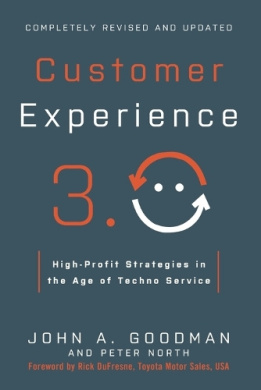 COMPLETELY REVISED AND UPDATED
Customer
Experience
3.
High-Profit Strategies in
the Age of Techno Service
JOHN A. GOODMAN
AND PETER NORTH
Foreword by Rick DuFresne, Toyota Motor Sales, USA